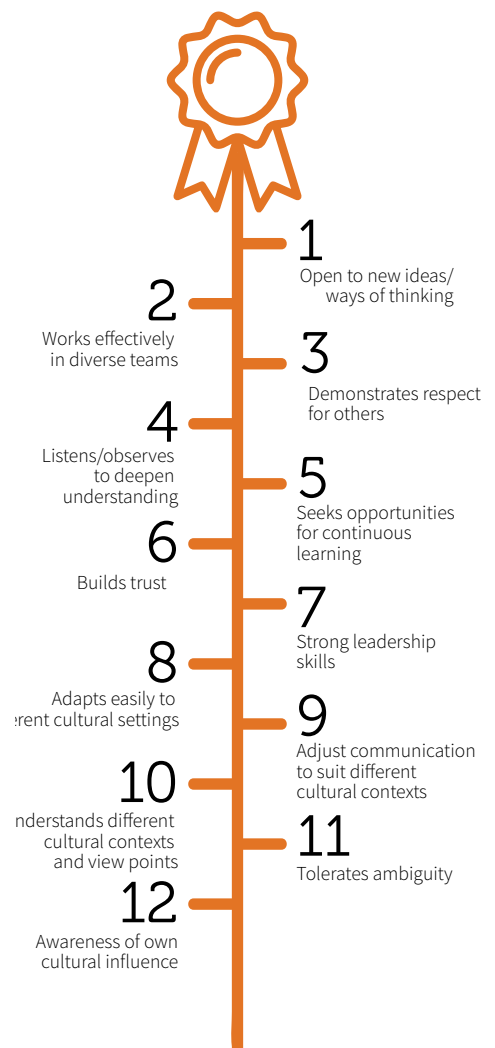 1
Open to new ideas/
ways of thinking
2
Works effectively
in diverse teams
3
Demonstrates respect
for others
4
Listens/observes
to deepen
understanding
5
Seeks opportunities
for continuous
learning
6
Builds trust
7
Strong leadership
skills
8
Adapts easily to
erent cultural settings
9
Adjust communication
to suit different
cultural contexts
10
nderstands different
cultural contexts
and view points
11
Tolerates ambiguity
12
Awareness of own
cultural influence